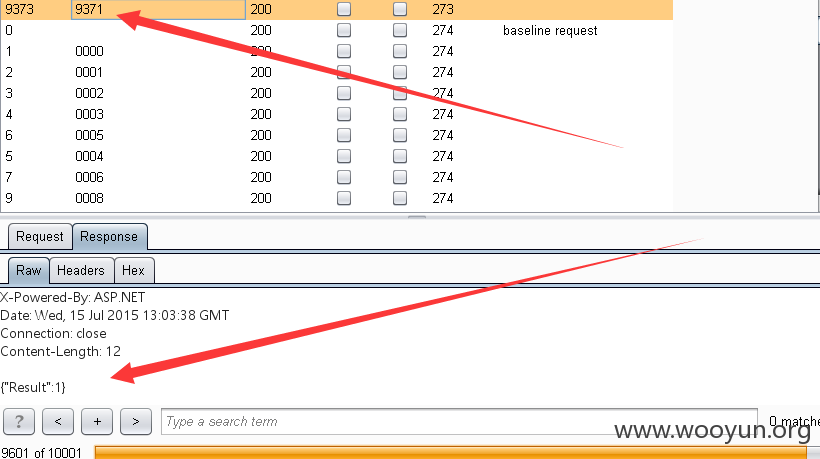 9373 9371 200 273
0 200 274 baseline request
1 0000 200 274
2 0001 200 274
3 0002 200 274
4 0003 200 274
6 0005 200 274
5 0004 200 274
7 0006 200 274
9 0008 200 274
Request Response
Raw Headers Hex
X-Powered-By: ASP.NET
Date: Wed, 15 Jul 2015 13:03:38 GMT
Connection: close
Content-Length: 12
{"Result":1}
? < + > Type a search term 0 matche
www.wooyun.org
9601 of 10001